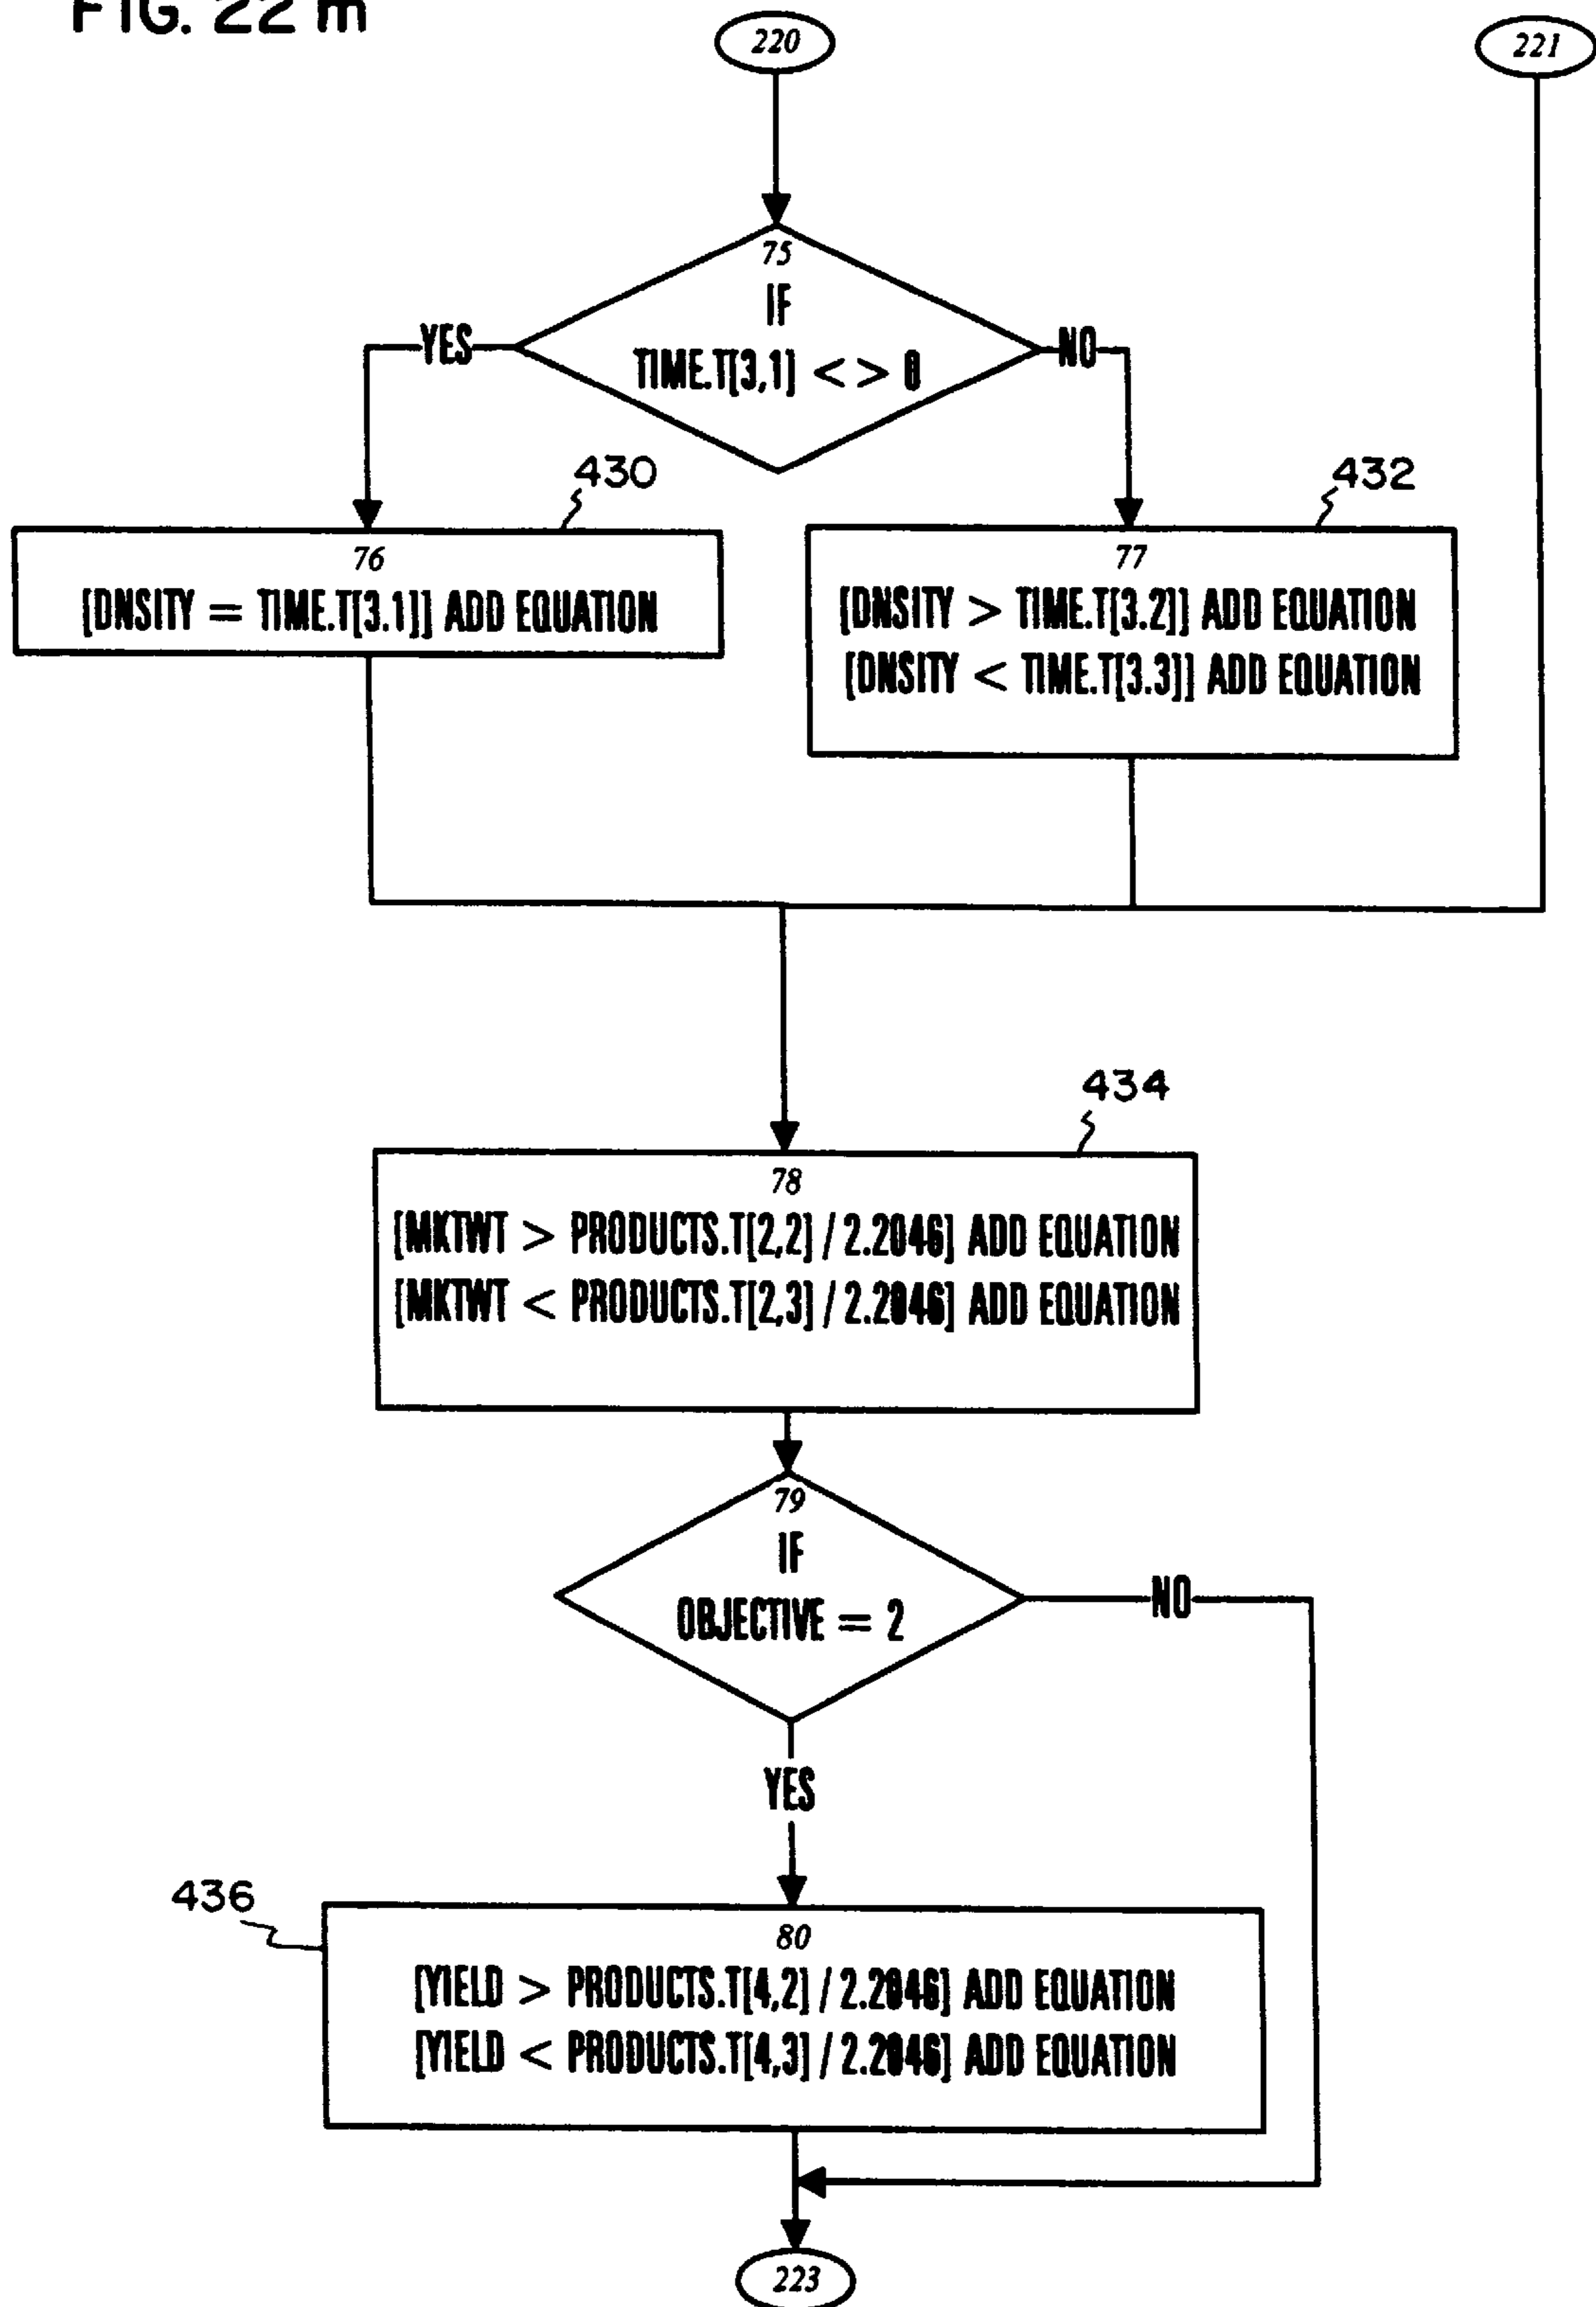 FIG. 22 m
220
221
75
IF
TIME.T[3,1] < > 0
YES
NO
430
432
76
[DNSITY = TIME.T[3.1]] ADD EQUATION
77
[DNSITY > TIME.T[3.2]] ADD EQUATION
[DNSITY < TIME.T[3.3]] ADD EQUATION
434
78
[MKTWT > PRODUCTS.T[2,2] / 2.2046] ADD EQUATION
[MKTWT < PRODUCTS.T[2,3] / 2.2046] ADD EQUATION
79
IF
OBJECTIVE = 2
NO
YES
436
80
[YIELD > PRODUCTS.T[4,2] / 2.2046] ADD EQUATION
[YIELD < PRODUCTS.T[4,3] / 2.2046] ADD EQUATION
223